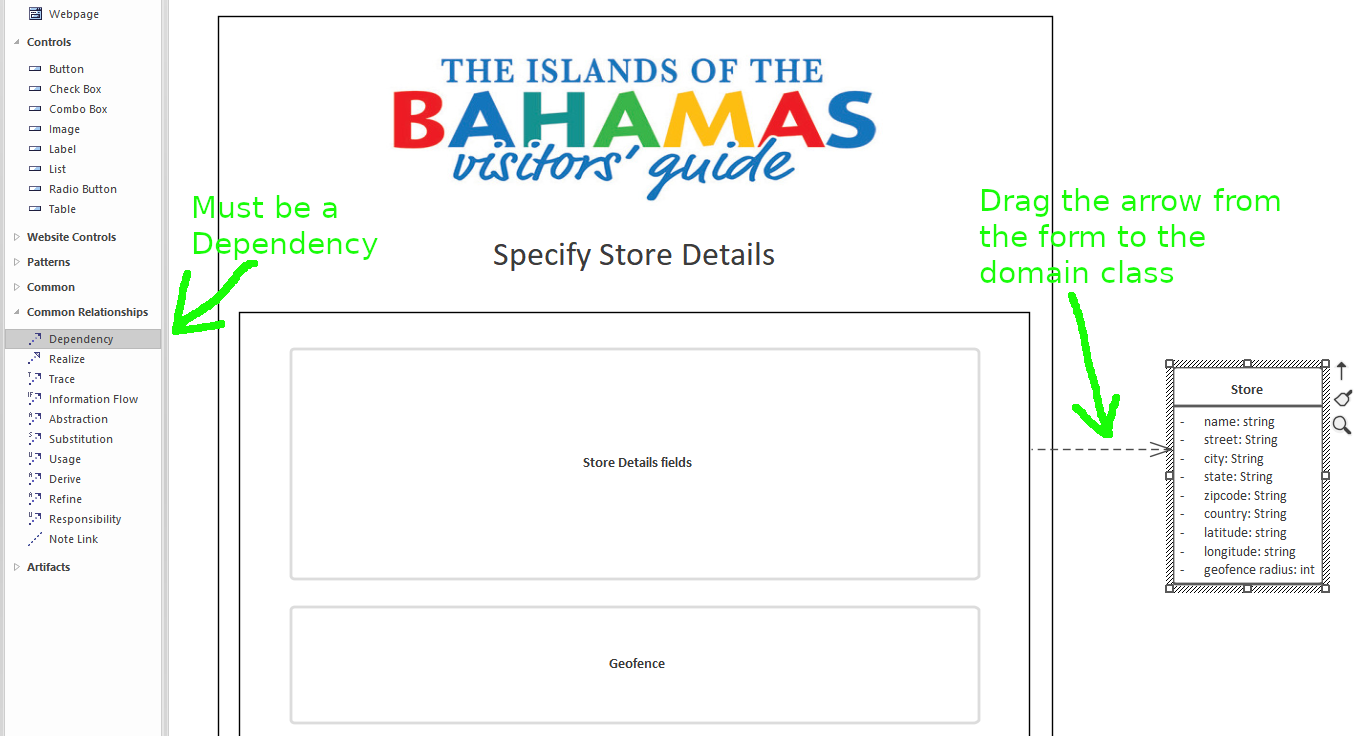 Webpage
Controls
Button
Check Box
Combo Box
Image
Label
List
Radio Button
Table
Website Controls
Patterns
Common
Common Relationships
Dependency
Realize
Trace
Information Flow
Abstraction
Substitution
Usage
Derive
Refine
Responsibility
Note Link
Artifacts
Must be a
Dependency
THE ISLANDS OF THE
BAHAMAS
visitors' guide
Specify Store Details
Store Details fields
Geofence
Drag the arrow from
the form to the
domain class
Store
- name: string
- street: String
- city: String
- state: String
- zipcode: String
- country: String
- latitude: string
- longitude: string
- geofence radius: int